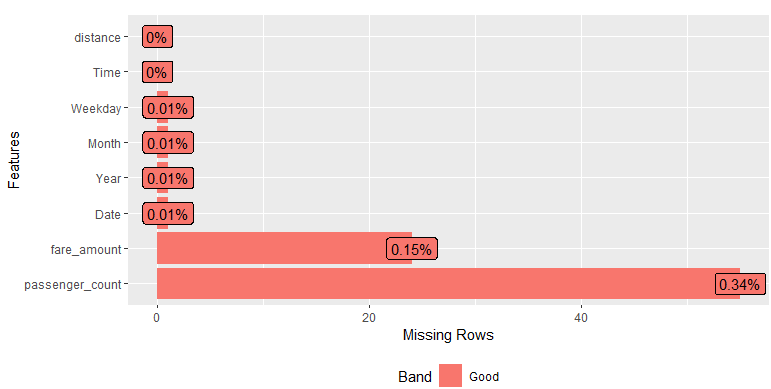 distance 0%
Time 0%
Weekday 0.01%
Month 0.01%
Year 0.01%
Date 0.01%
fare_amount 0.15%
passenger_count 0.34%
Features
0 20 40
Missing Rows
Band Good